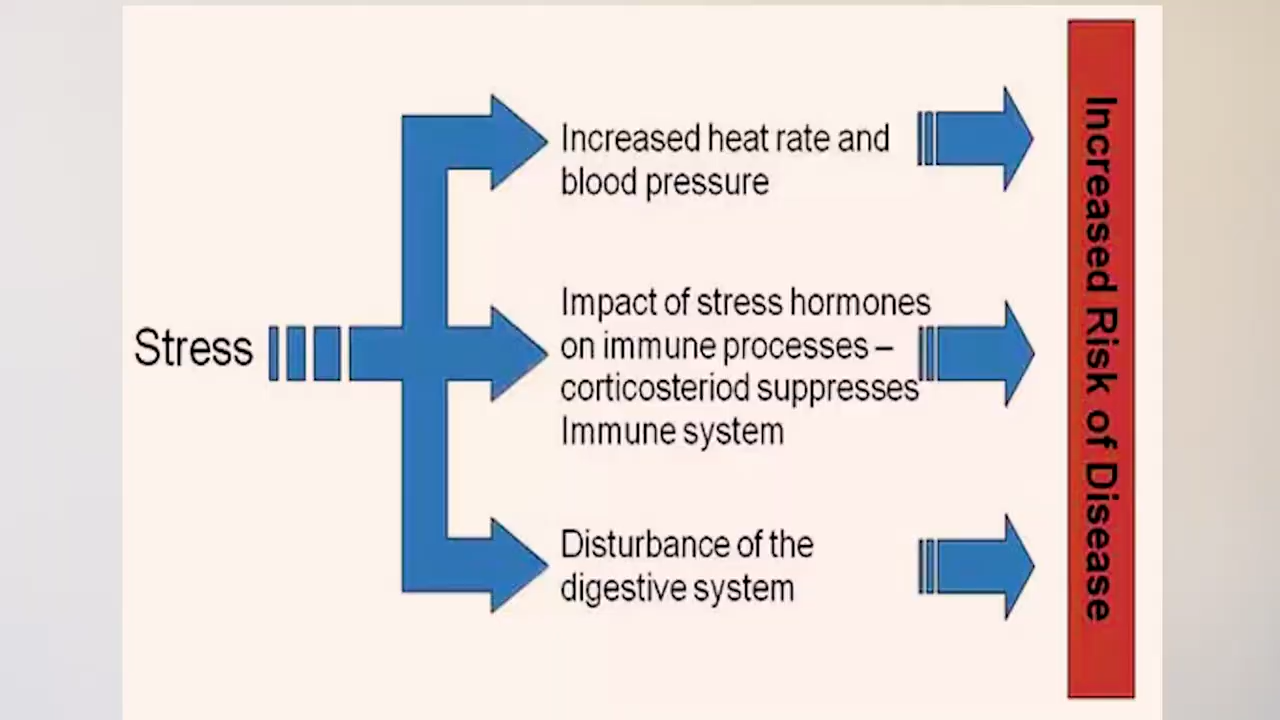 Stress
Increased heat rate and
blood pressure
Impact of stress hormones
on immune processes –
corticosteriod suppresses
Immune system
Disturbance of the
digestive system
Increased Risk of Disease